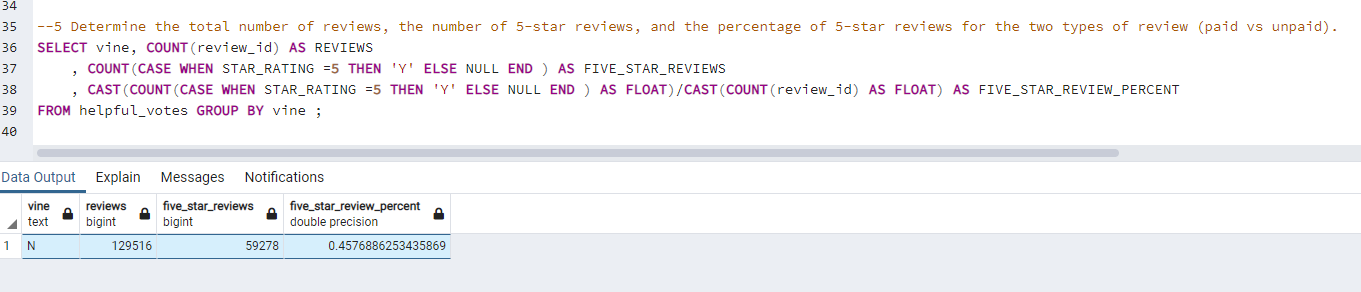 34
35 --5 Determine the total number of reviews, the number of 5-star reviews, and the percentage of 5-star reviews for the two types of review (paid vs unpaid).
36 SELECT vine, COUNT(review_id) AS REVIEWS
37 , COUNT(CASE WHEN STAR_RATING =5 THEN 'Y' ELSE NULL END ) AS FIVE_STAR_REVIEWS
38 , CAST(COUNT(CASE WHEN STAR_RATING =5 THEN 'Y' ELSE NULL END ) AS FLOAT)/CAST(COUNT(review_id) AS FLOAT) AS FIVE_STAR_REVIEW_PERCENT
39 FROM helpful_votes GROUP BY vine ;
40
Data Output Explain Messages Notifications
vine reviews five_star_reviews five_star_review_percent
text bigint bigint double precision
1 N 129516 59278 0.4576886253435869